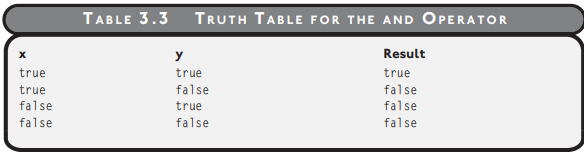 TABLE 3.3 TRUTH TABLE FOR THE AND OPERATOR
x y Result
true true true
true false false
false true false
false false false